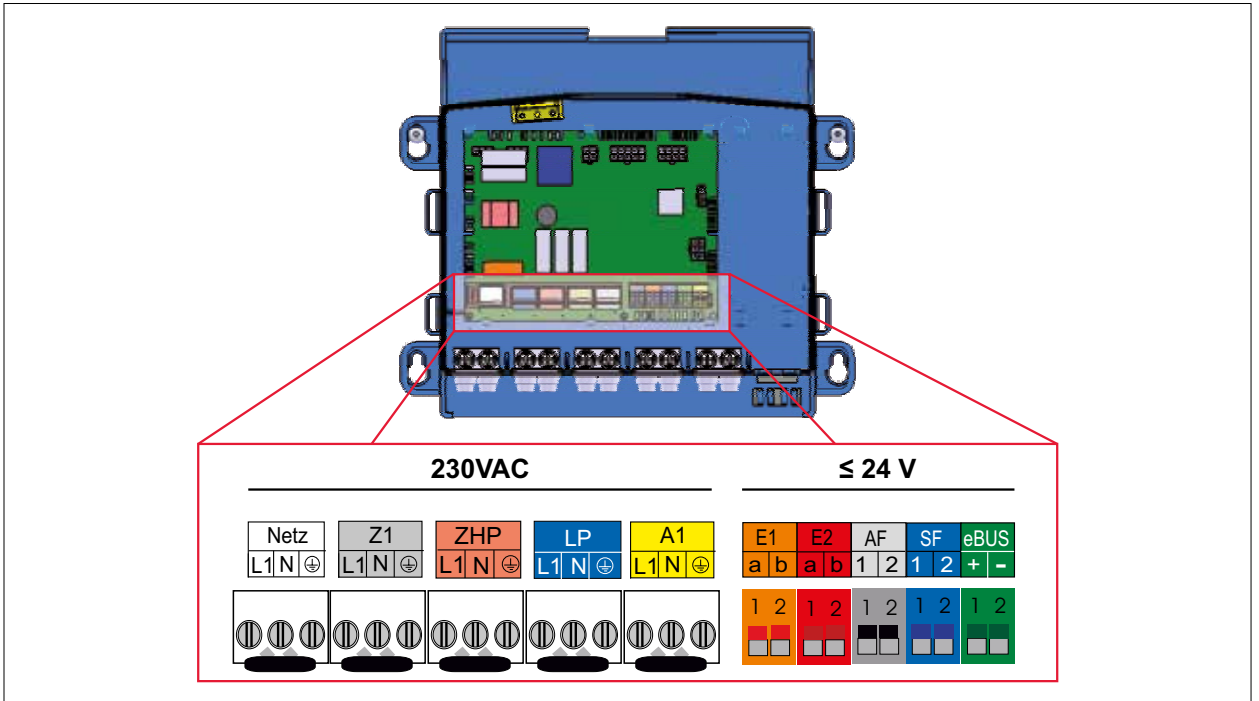 230VAC ≤ 24 V
Netz Z1 ZHP LP A1 E1 E2 AF SF eBUS
L1 N ⏚ L1 N ⏚ L1 N ⏚ L1 N ⏚ L1 N ⏚ a b a b 1 2 1 2 + -
1 2 1 2 1 2 1 2 1 2